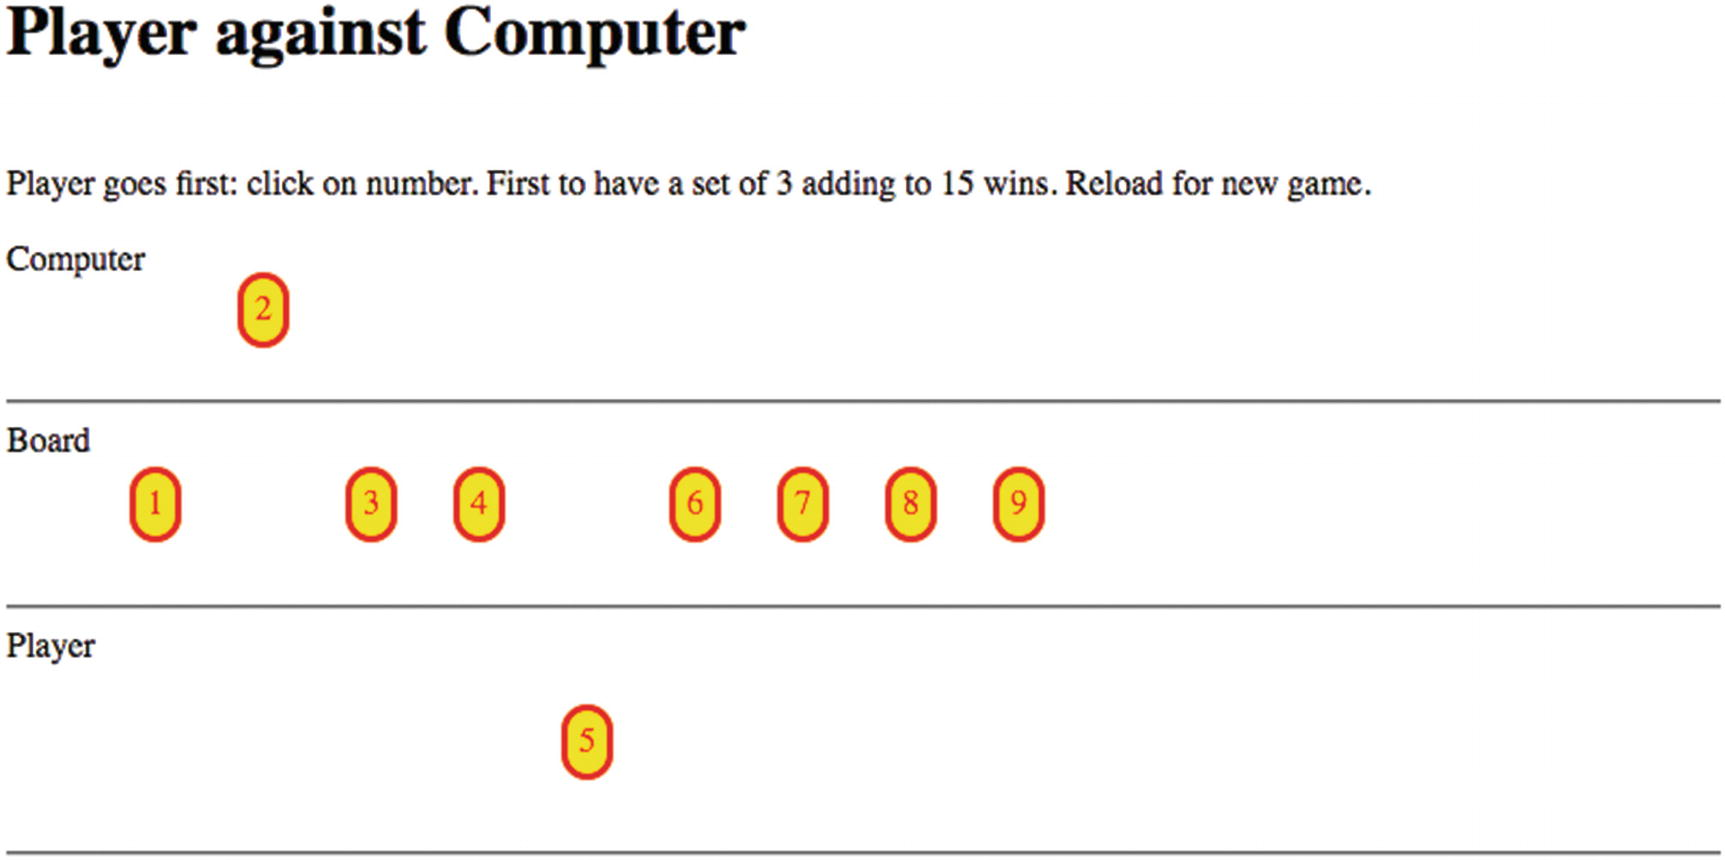 Player against Computer
Player goes first: click on number. First to have a set of 3 adding to 15 wins. Reload for new game.
Computer
2
Board
1 3 4 6 7 8 9
Player
5